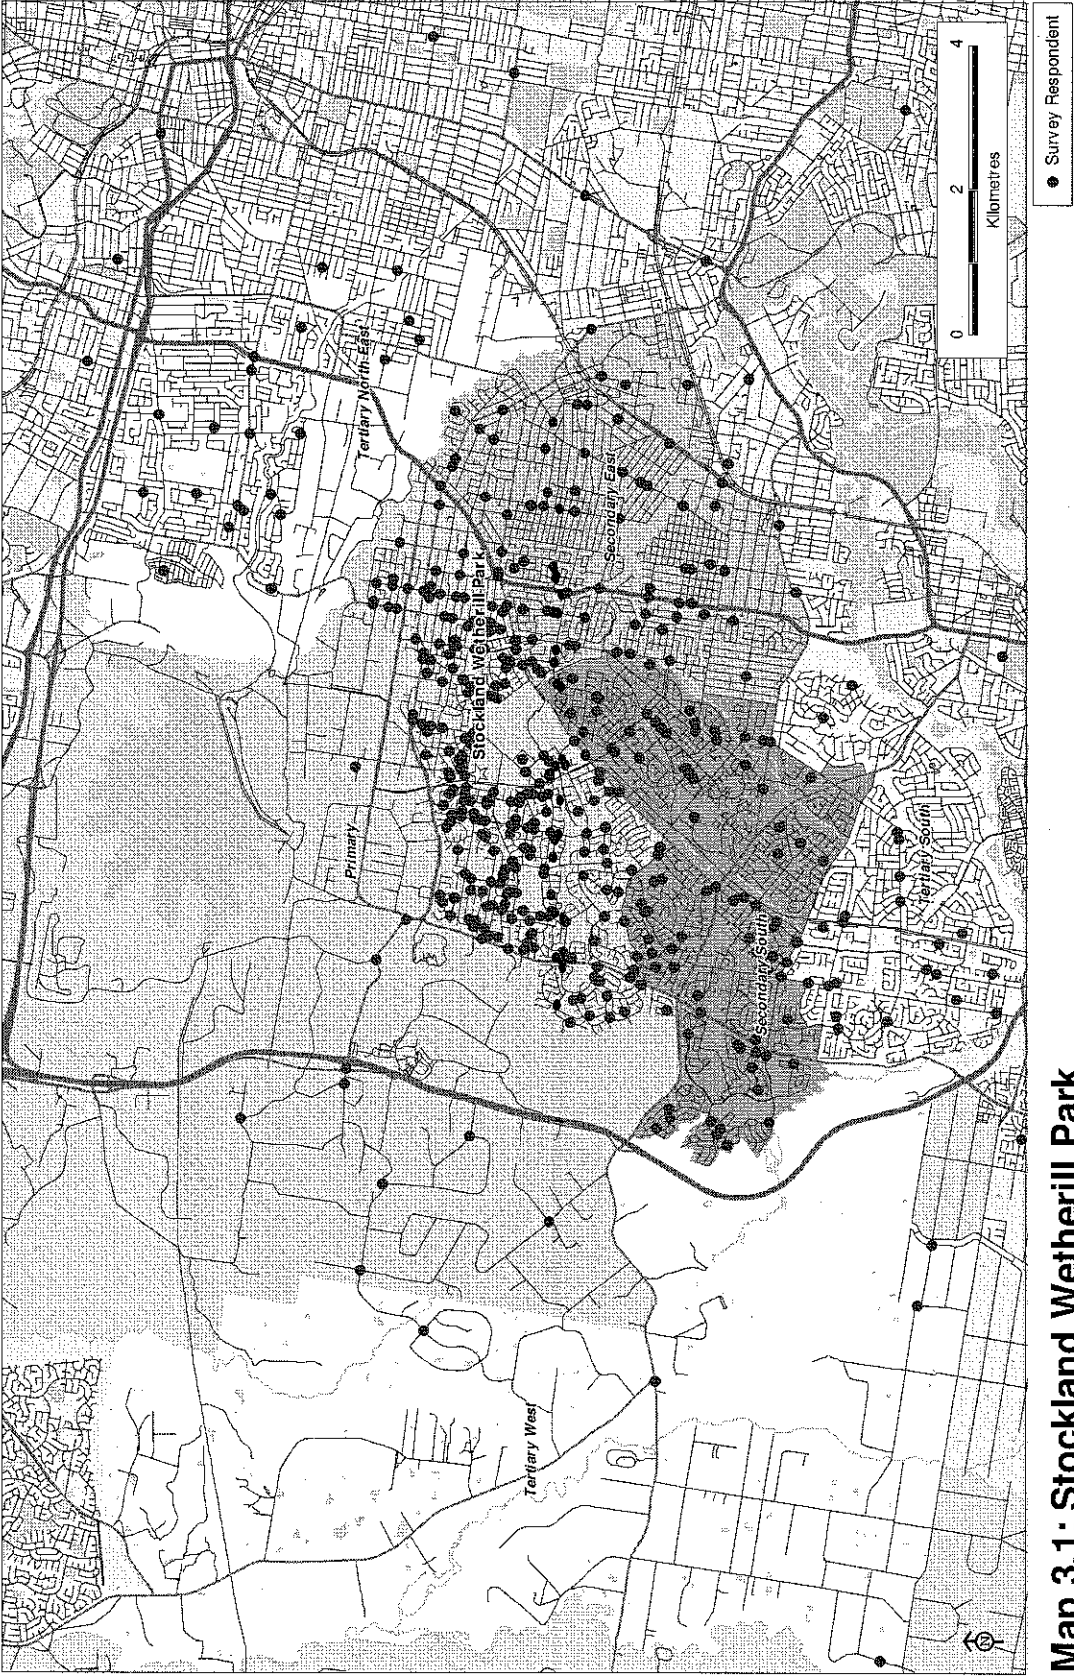 Map 3.1: Stockland Wetherill Park
Tertiary North East
Primary
Stockland Wetherill Park
Secondary East
Tertiary West
Secondary South
Tertiary South
0 2 4
Kilometres
Survey Respondent
N